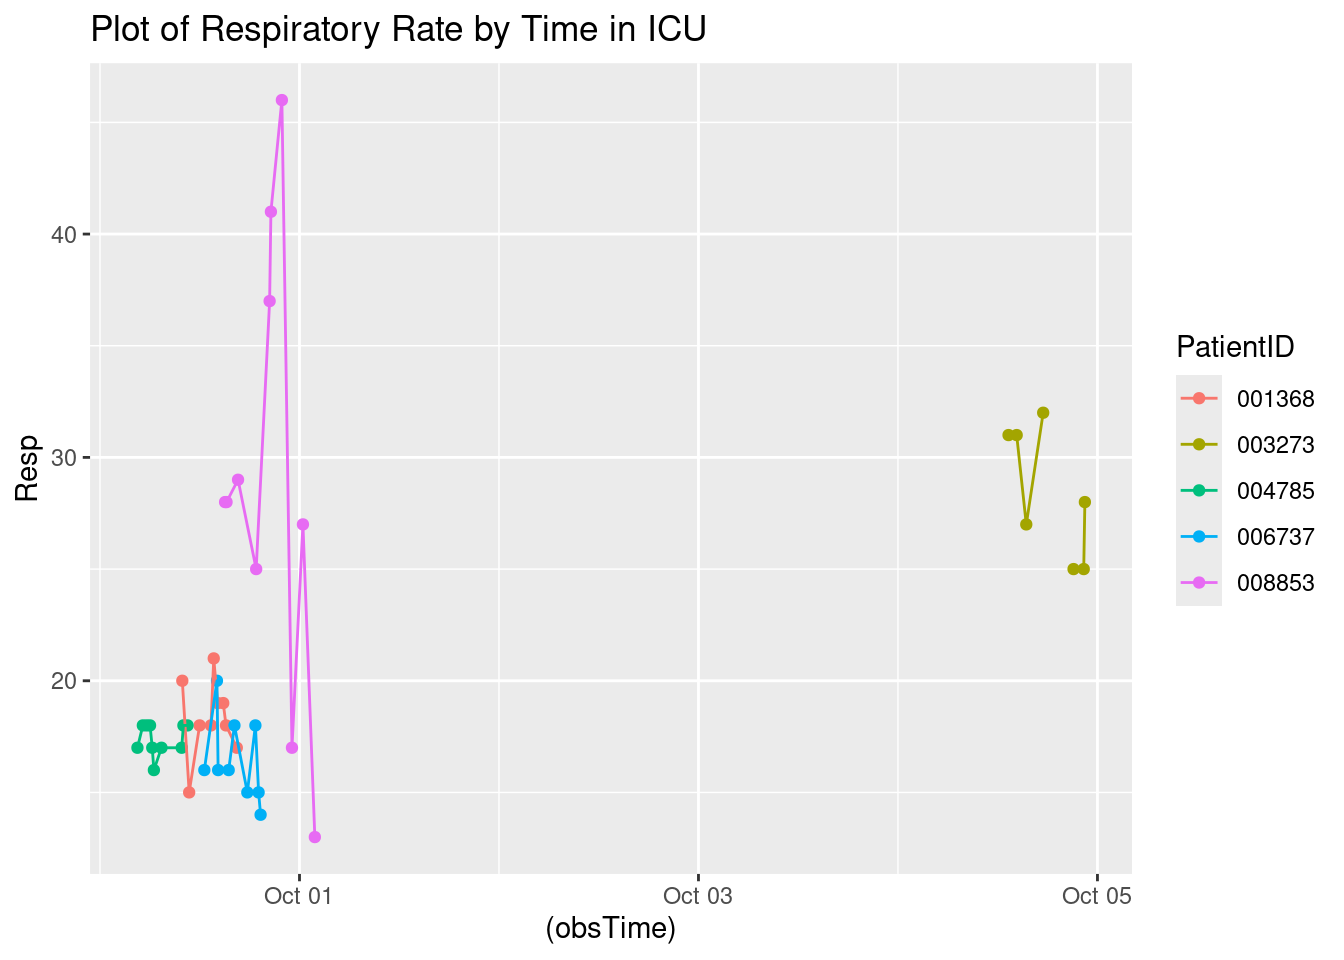 Plot of Respiratory Rate by Time in ICU
40
30
20
Resp
Oct 01
Oct 03
Oct 05
(obsTime)
PatientID
001368
003273
004785
006737
008853